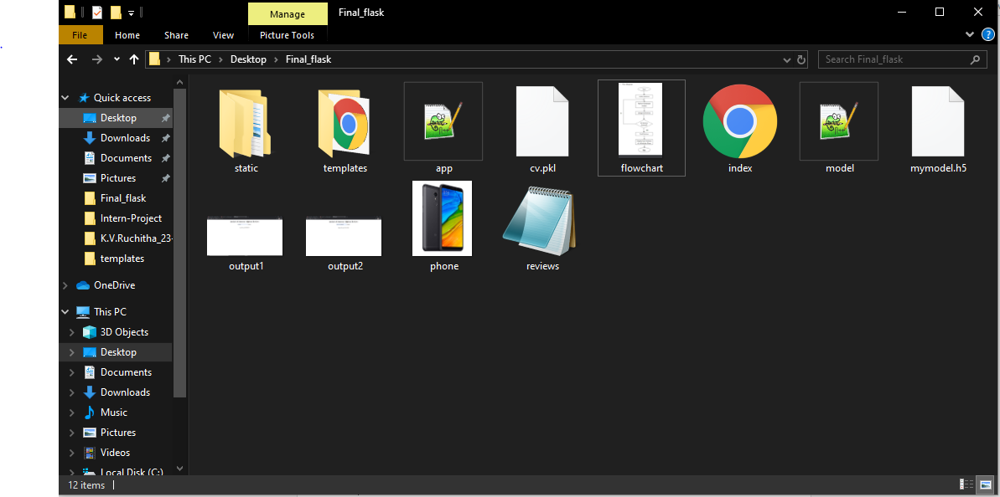 Manage
Final_flask
File
Home
Share
View
Picture Tools
This PC
Desktop
Final_flask
Search Final_flask
Quick access
Desktop
Downloads
Documents
Pictures
Final_flask
Intern-Project
K.V.Ruchitha_23-
templates
OneDrive
This PC
3D Objects
Desktop
Documents
Downloads
Music
Pictures
Videos
Local Disk (C:)
static
templates
app
cv.pkl
flowchart
index
model
mymodel.h5
output1
output2
phone
reviews
12 items